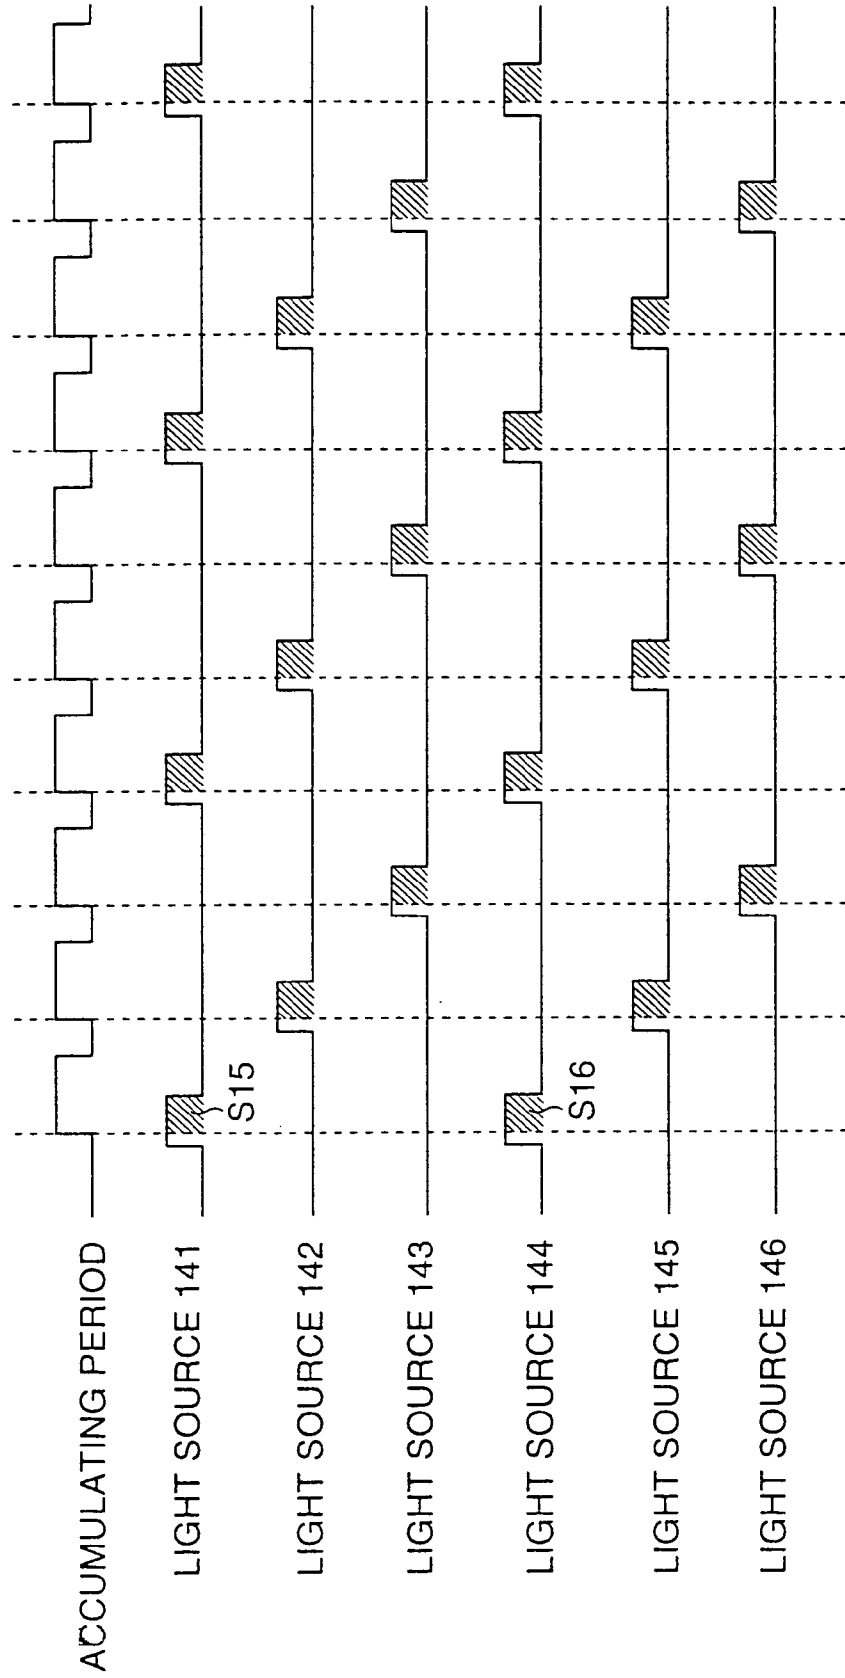 ACCUMULATING PERIOD
LIGHT SOURCE 141
S15
LIGHT SOURCE 142
LIGHT SOURCE 143
LIGHT SOURCE 144
S16
LIGHT SOURCE 145
LIGHT SOURCE 146